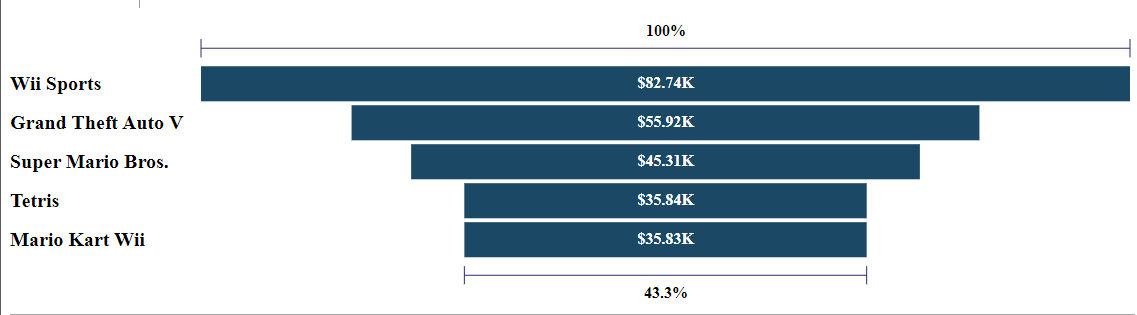 100%
Wii Sports $82.74K
Grand Theft Auto V $55.92K
Super Mario Bros. $45.31K
Tetris $35.84K
Mario Kart Wii $35.83K
43.3%